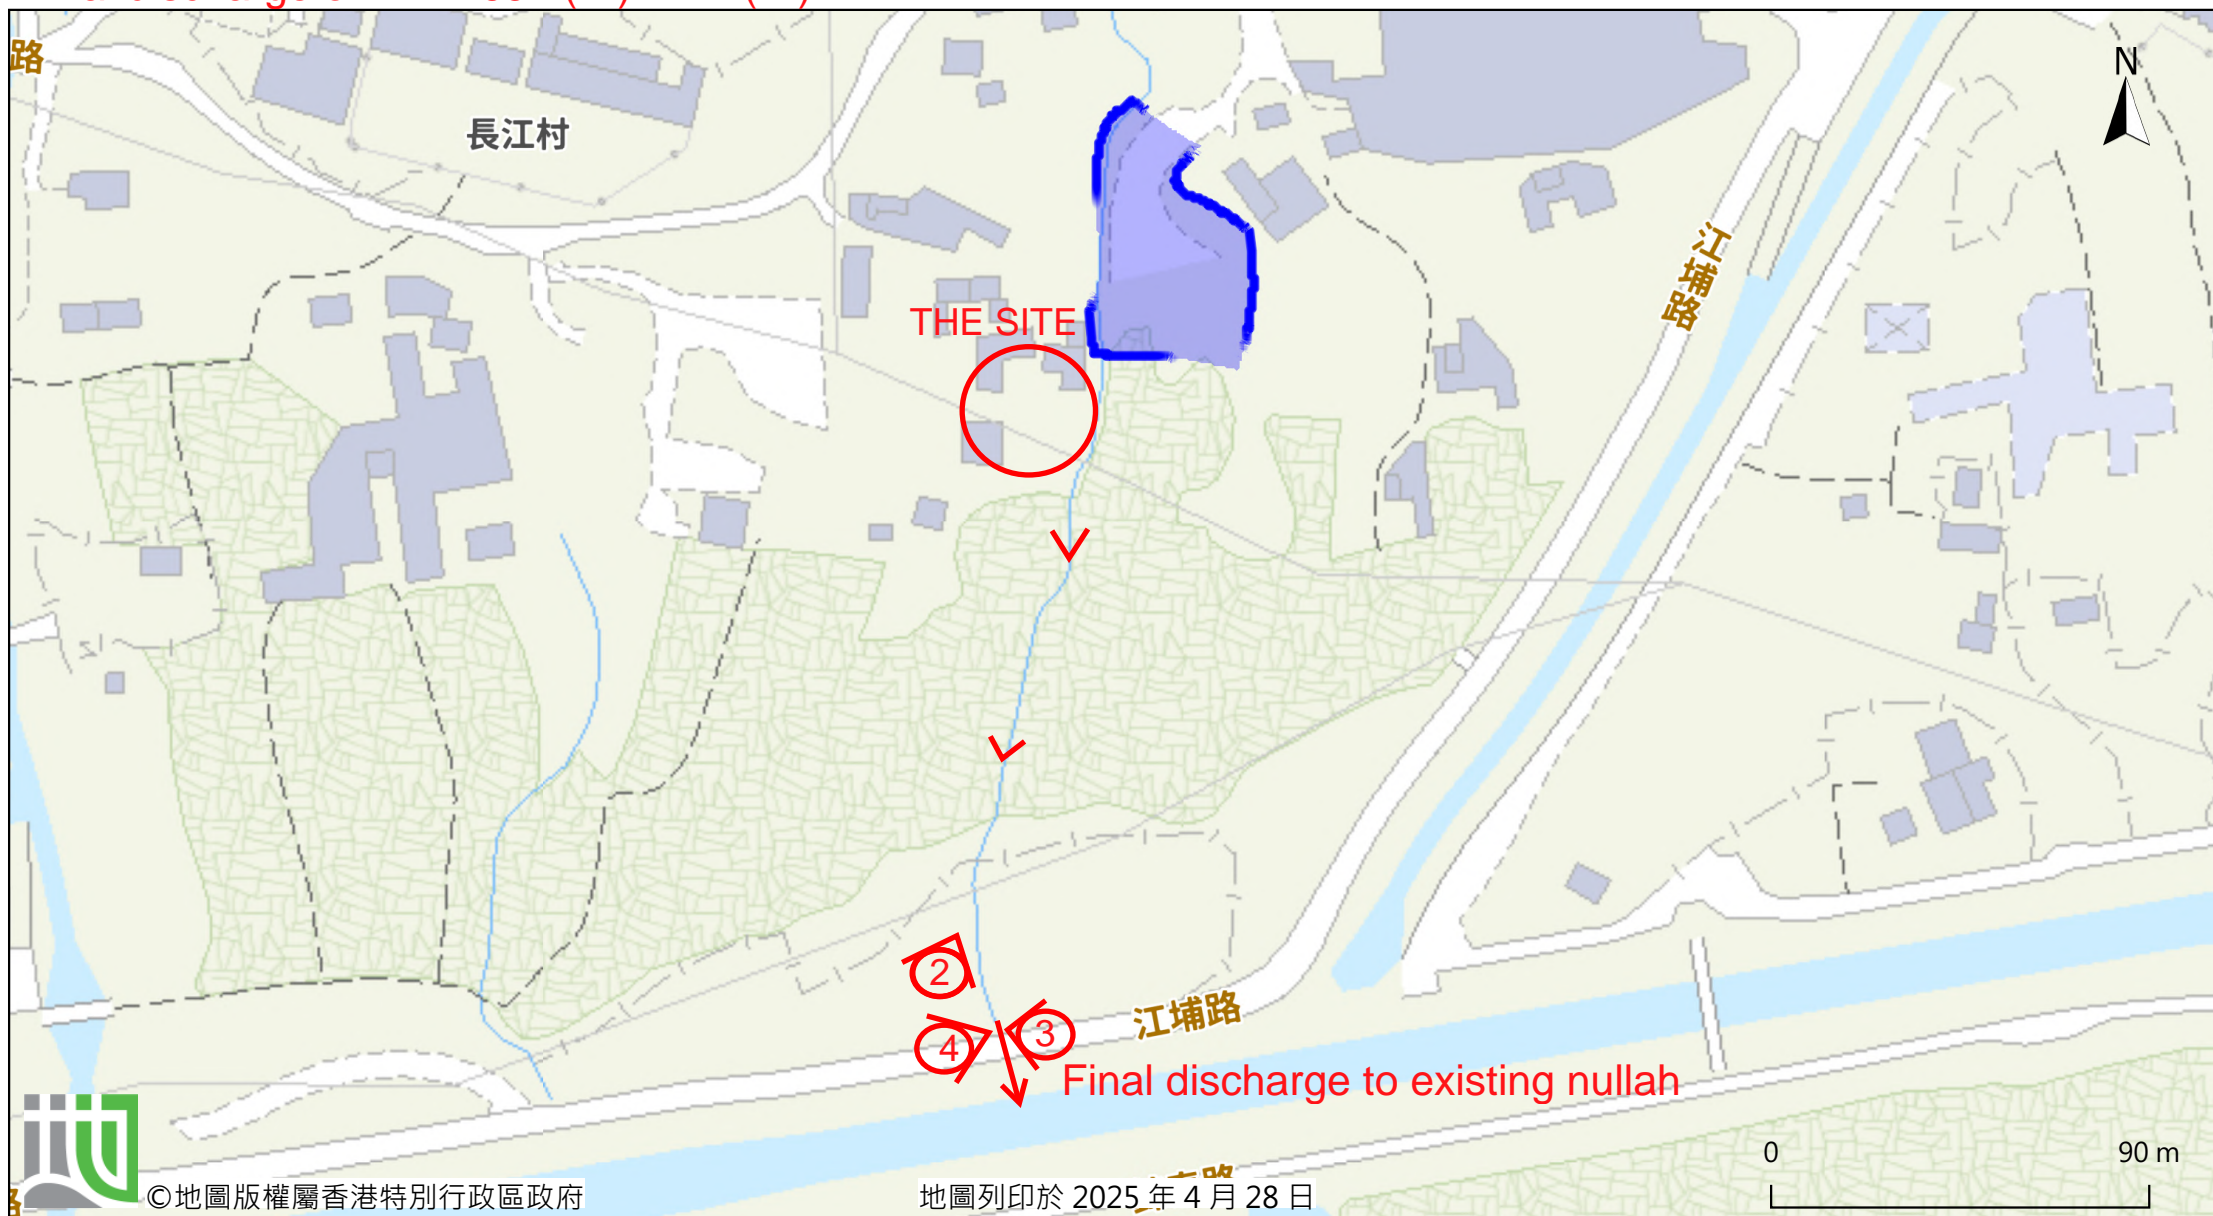 路
N
長江村
江埔路
THE SITE
2
3
4
江埔路
Final discharge to existing nullah
0 90 m
©地圖版權屬香港特別行政區政府
地圖列印於 2025 年 4 月 28 日